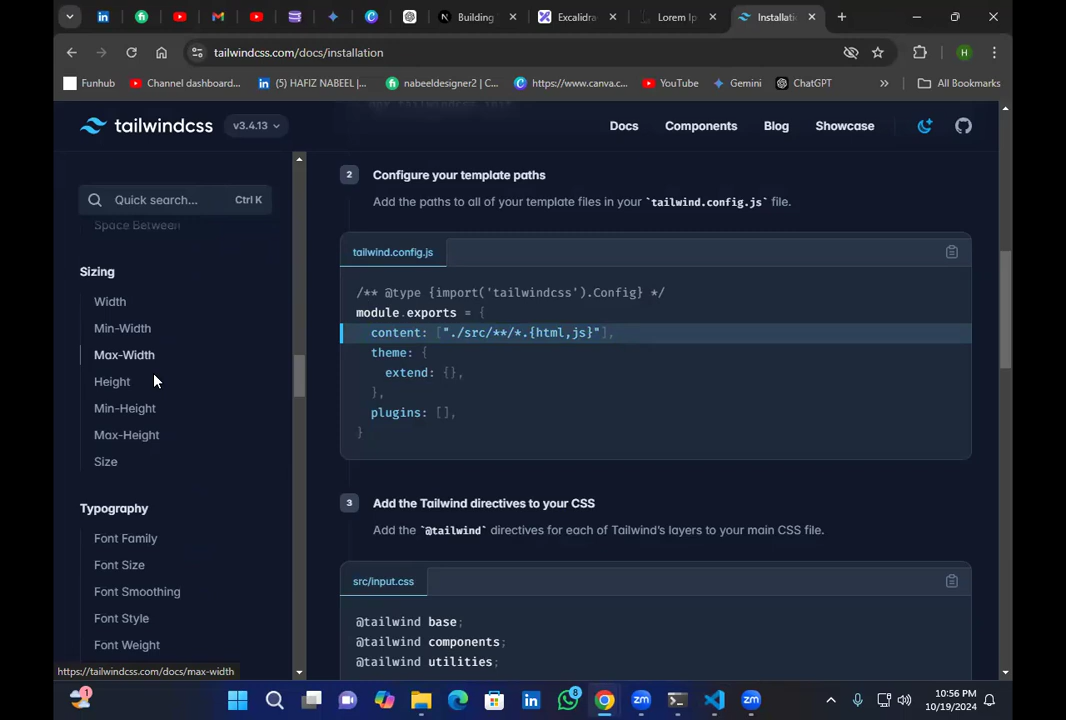 Building
Excalidra
Lorem Ip
Installati
tailwindcss.com/docs/installation
H
Funhub
Channel dashboard...
(5) HAFIZ NABEEL |...
nabeeldesigner2 | C...
https://www.canva.c...
YouTube
Gemini
ChatGPT
»
All Bookmarks
tailwindcss
v3.4.13
Docs
Components
Blog
Showcase
Quick search...
Ctrl K
Space Between
Sizing
Width
Min-Width
Max-Width
Height
Min-Height
Max-Height
Size
Typography
Font Family
Font Size
Font Smoothing
Font Style
Font Weight
2 Configure your template paths
Add the paths to all of your template files in your `tailwind.config.js` file.
tailwind.config.js
/** @type {import('tailwindcss').Config} */
module.exports = {
content: ["./src/**/*.{html,js}"],
theme: {
extend: {},
},
plugins: [],
}
3 Add the Tailwind directives to your CSS
Add the `@tailwind` directives for each of Tailwind's layers to your main CSS file.
src/input.css
@tailwind base;
@tailwind components;
@tailwind utilities;
https://tailwindcss.com/docs/max-width
1
8
10:56 PM
10/19/2024